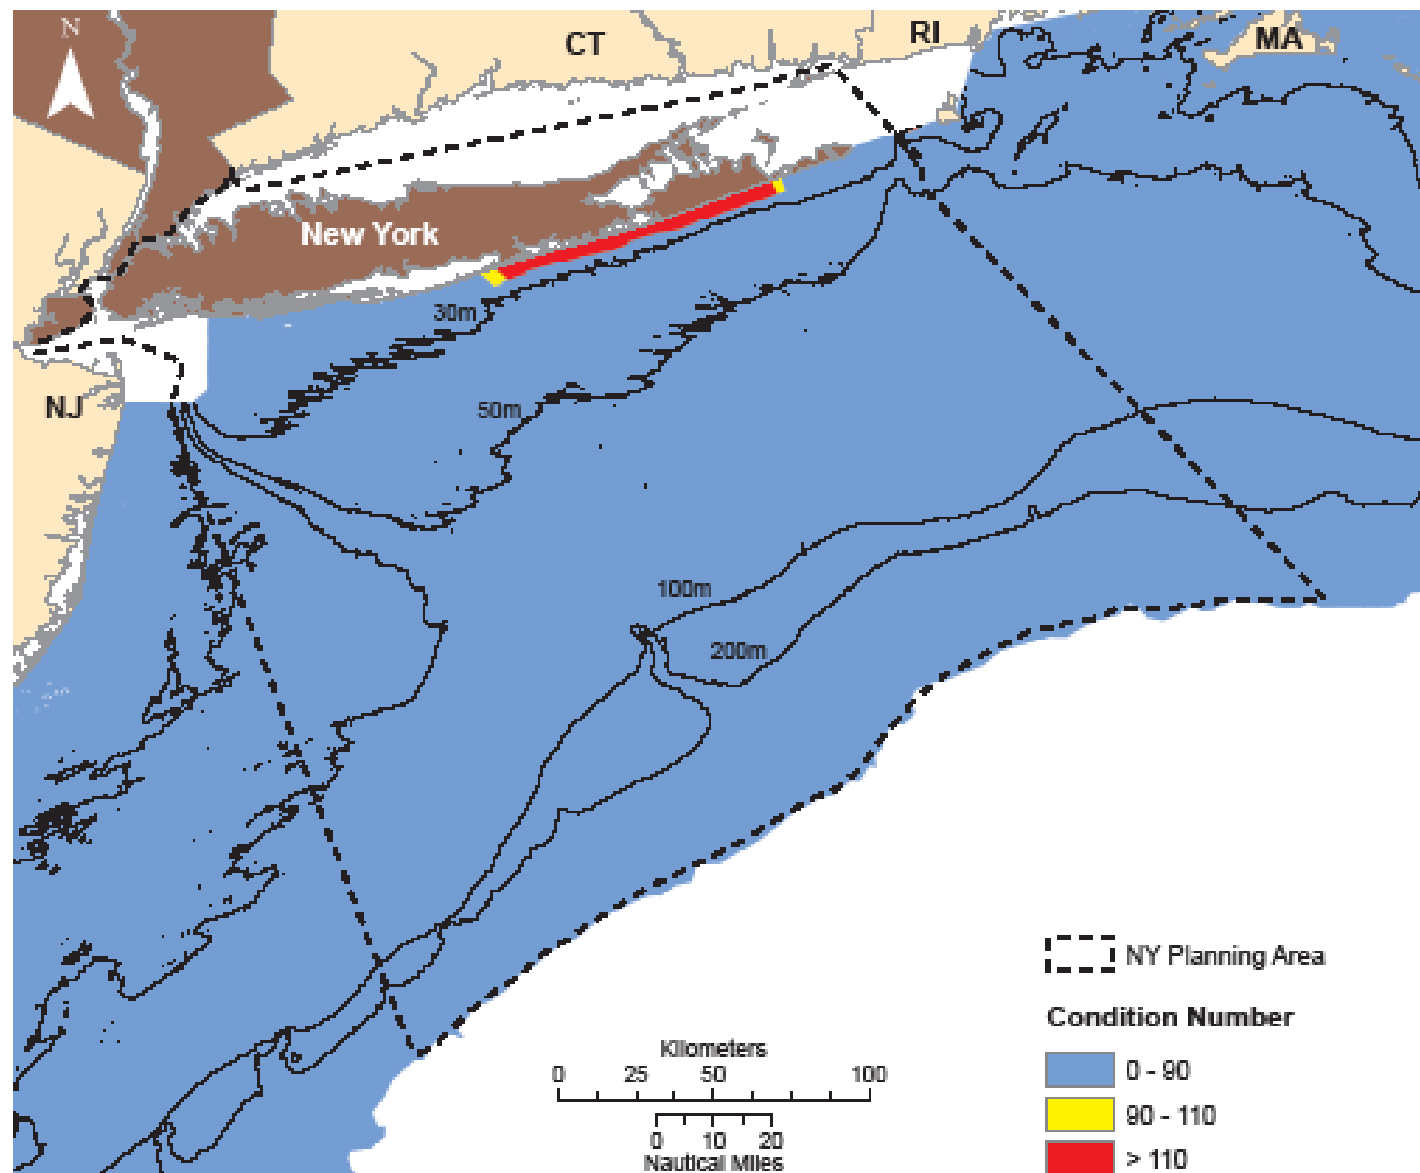 N
CT
RI
MA
New York
30m
NJ
50m
100m
200m
NY Planning Area
Condition Number
Kilometers
0 25 50 100
0 - 90
90 - 110
0 10 20
Nautical Miles
> 110